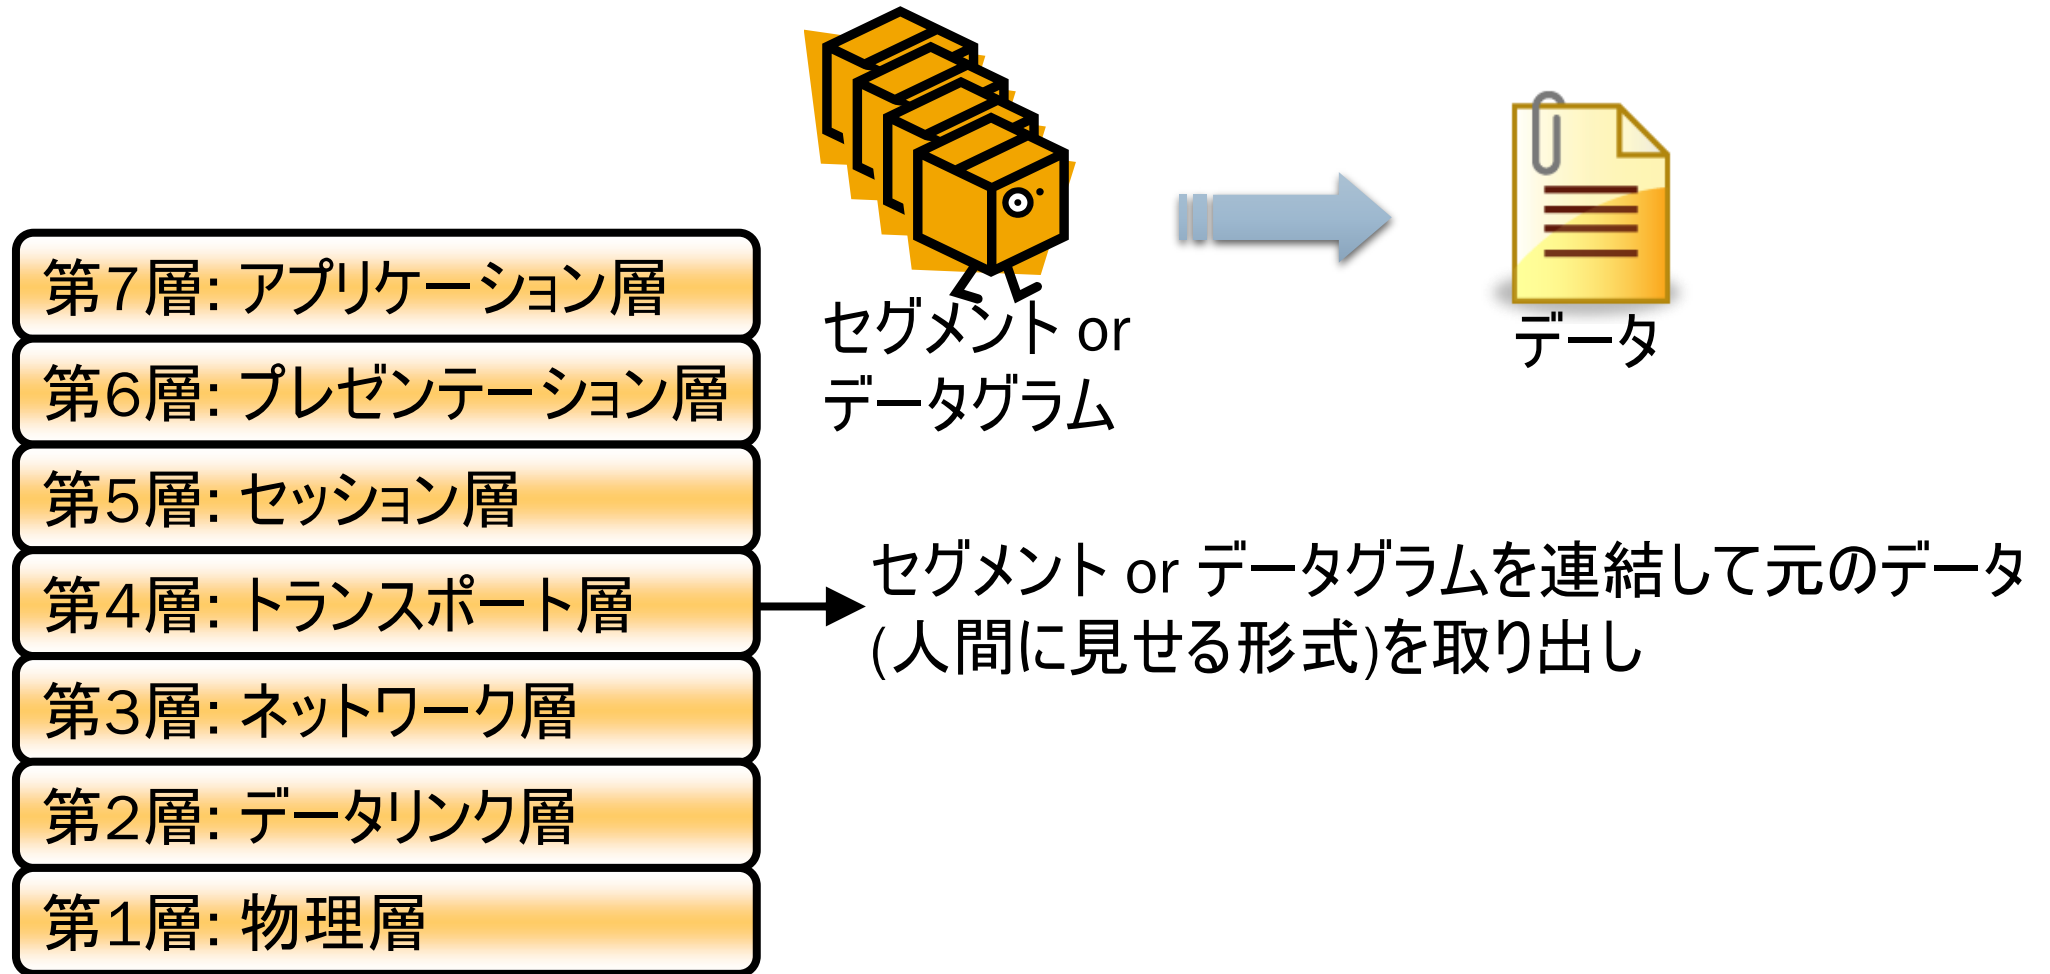 セグメント or
データグラム
データ
第7層: アプリケーション層
第6層: プレゼンテーション層
第5層: セッション層
第4層: トランスポート層
第3層: ネットワーク層
第2層: データリンク層
第1層: 物理層
セグメント or データグラムを連結して元のデータ
(人間に見せる形式)を取り出し